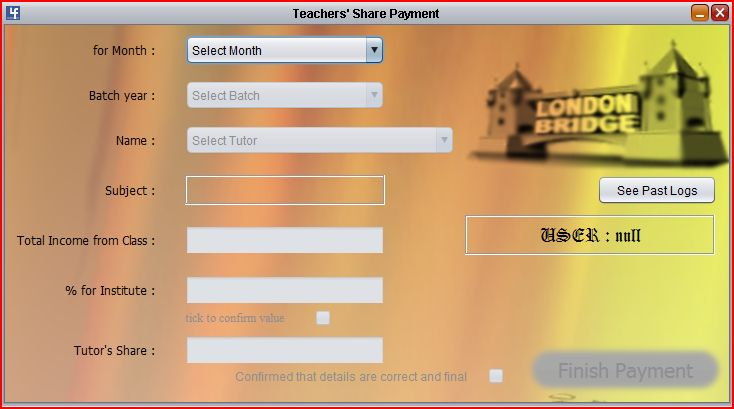 Teachers' Share Payment
for Month :
Select Month
Batch year :
Select Batch
Name :
Select Tutor
LONDON
BRIDGE
Subject :
See Past Logs
USER : null
Total Income from Class :
% for Institute :
tick to confirm value
Tutor's Share :
Confirmed that details are correct and final
Finish Payment